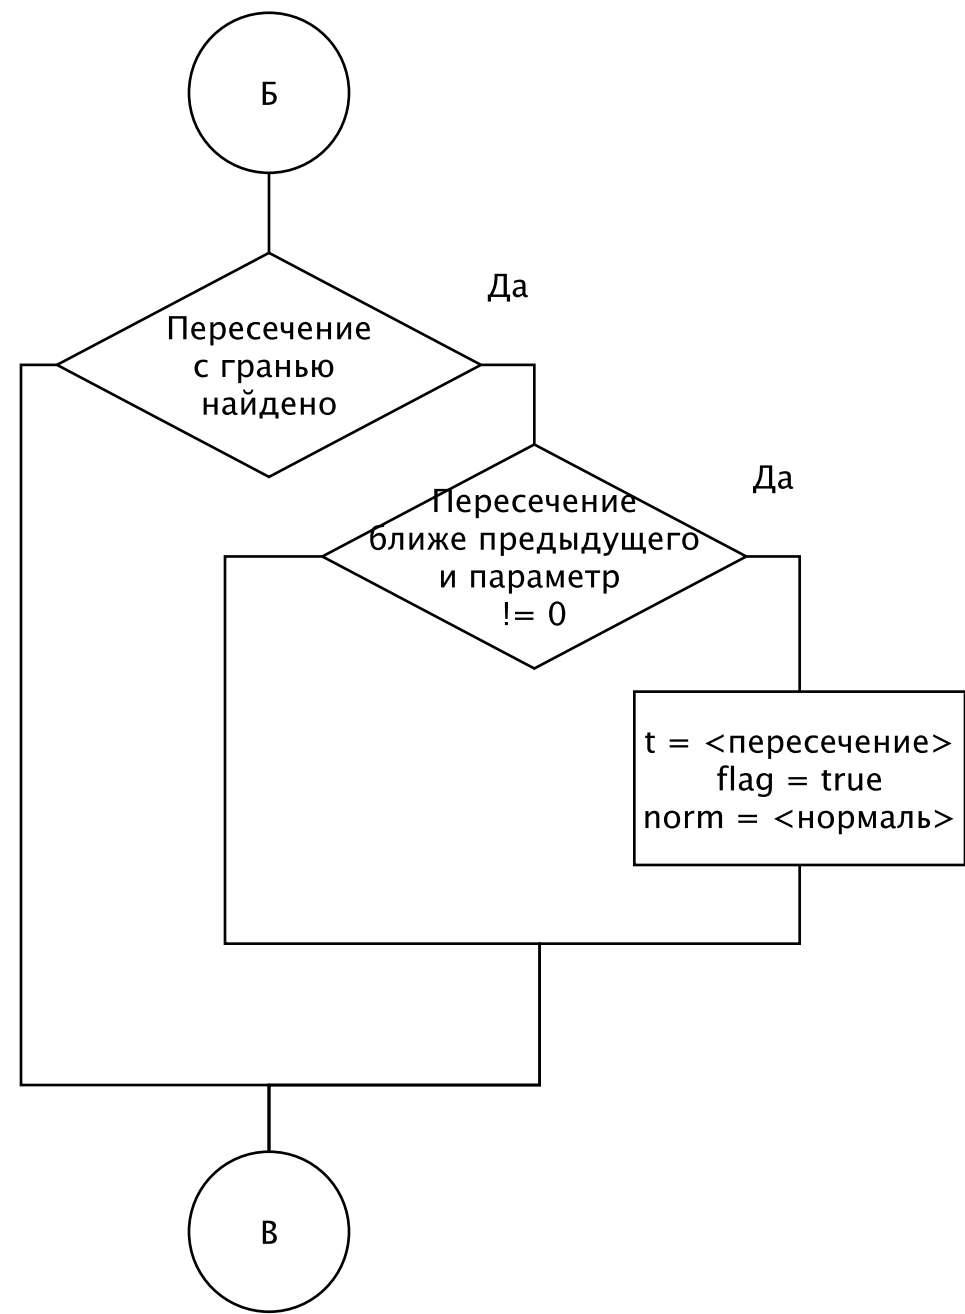 Б
Да
Пересечение
с гранью
найдено
Да
Пересечение
ближе предыдущего
и параметр
!= 0
t = <пересечение>
flag = true
norm = <нормаль>
В